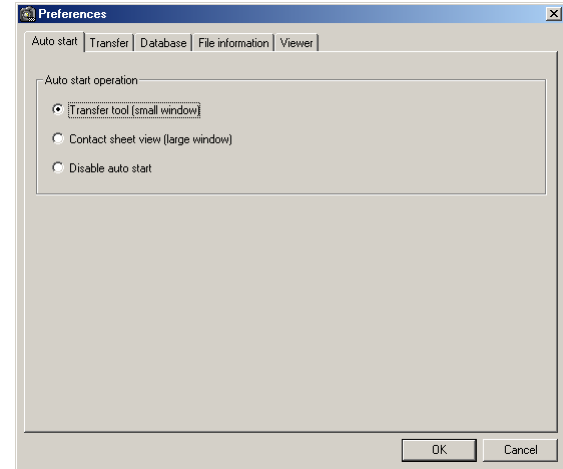 Preferences
Auto start Transfer Database File information Viewer
Auto start operation
Transfer tool (small window)
Contact sheet view (large window)
Disable auto start
OK Cancel